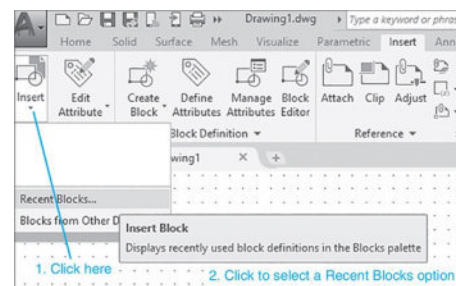 Drawing1.dwg
Type a keyword or phras
Home Solid Surface Mesh Visualize Parametric Insert Ann
Insert Edit Attribute Create Block Define Attributes Manage Attributes Block Editor Attach Clip Adjust
Block Definition Reference
wing1
Recent Blocks...
Blocks from Other D
Insert Block
Displays recently used block definitions in the Blocks palette
1. Click here
2. Click to select a Recent Blocks option